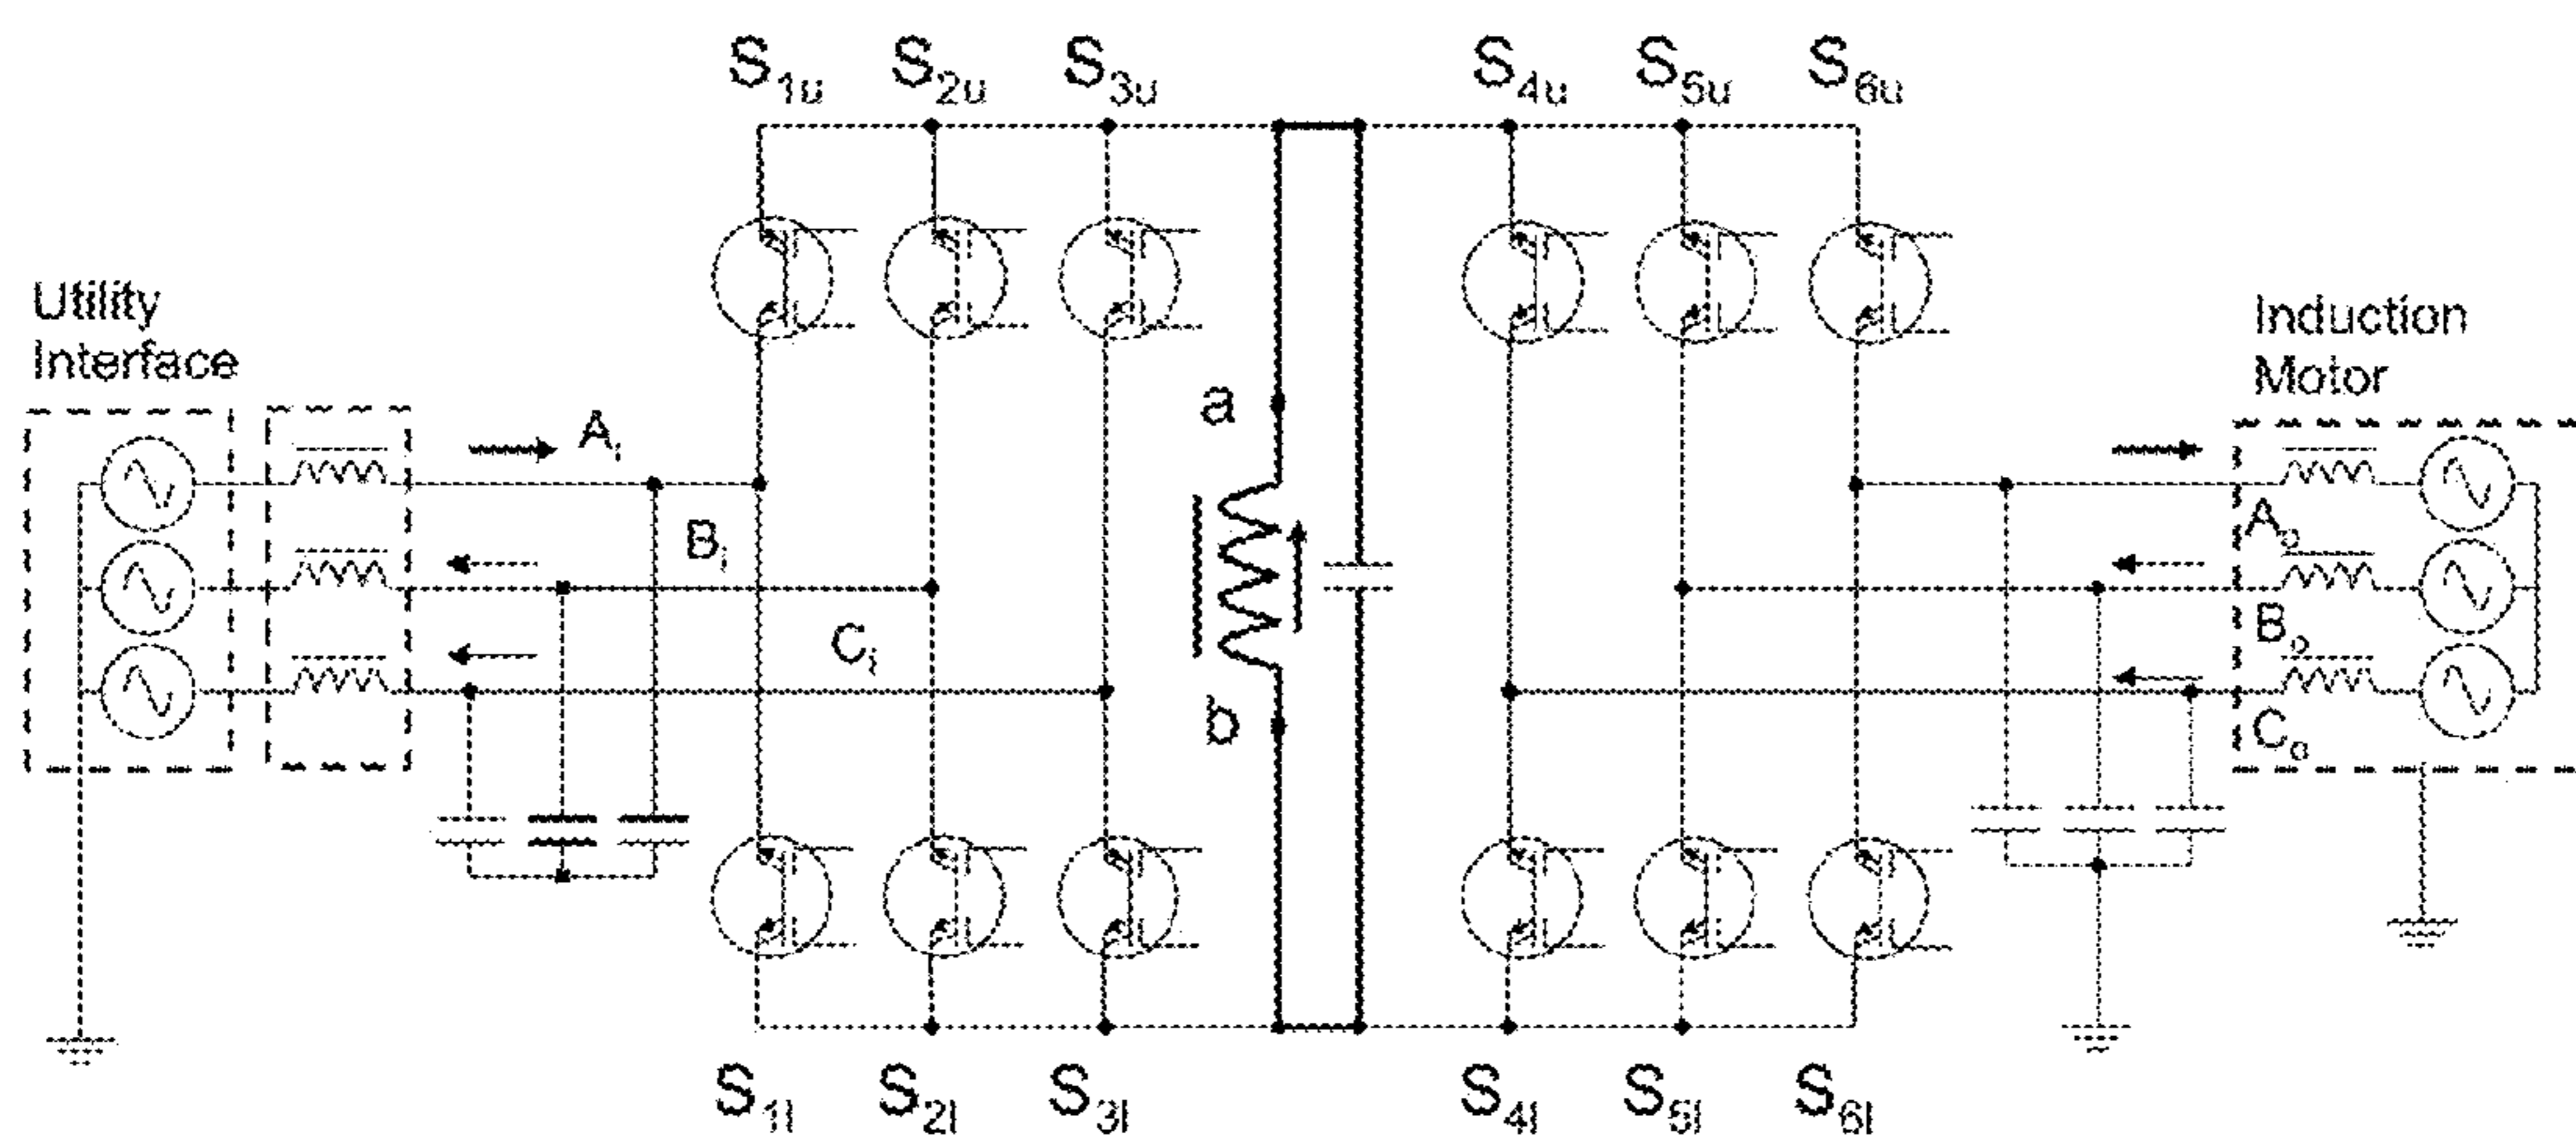 S1u S2u S3u S4u S5u S6u
Utility
Interface
Induction
Motor
Ai
Bi
Ci
a
b
Ao
Bo
Co
S1l S2l S3l S4l S5l S6l